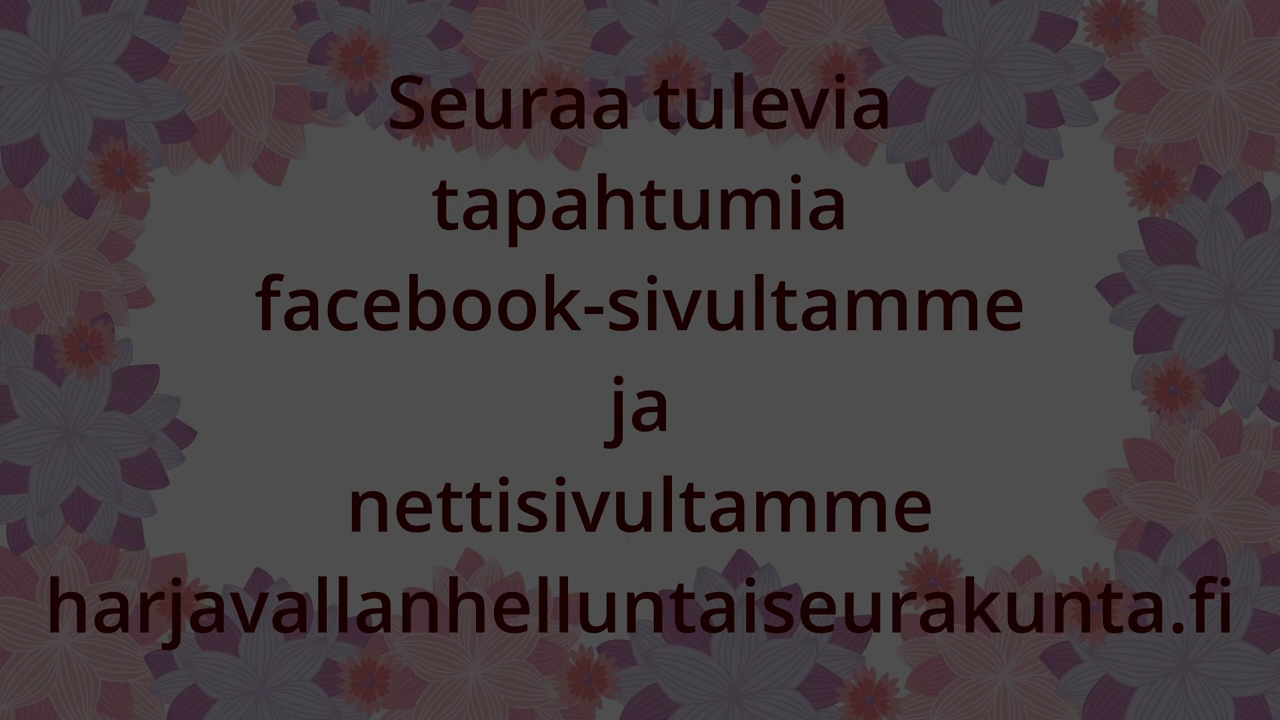 Seuraa tulevia
tapahtumia
facebook-sivultamme
ja
nettisivultamme
harjavallanhelluntaiseurakunta.fi